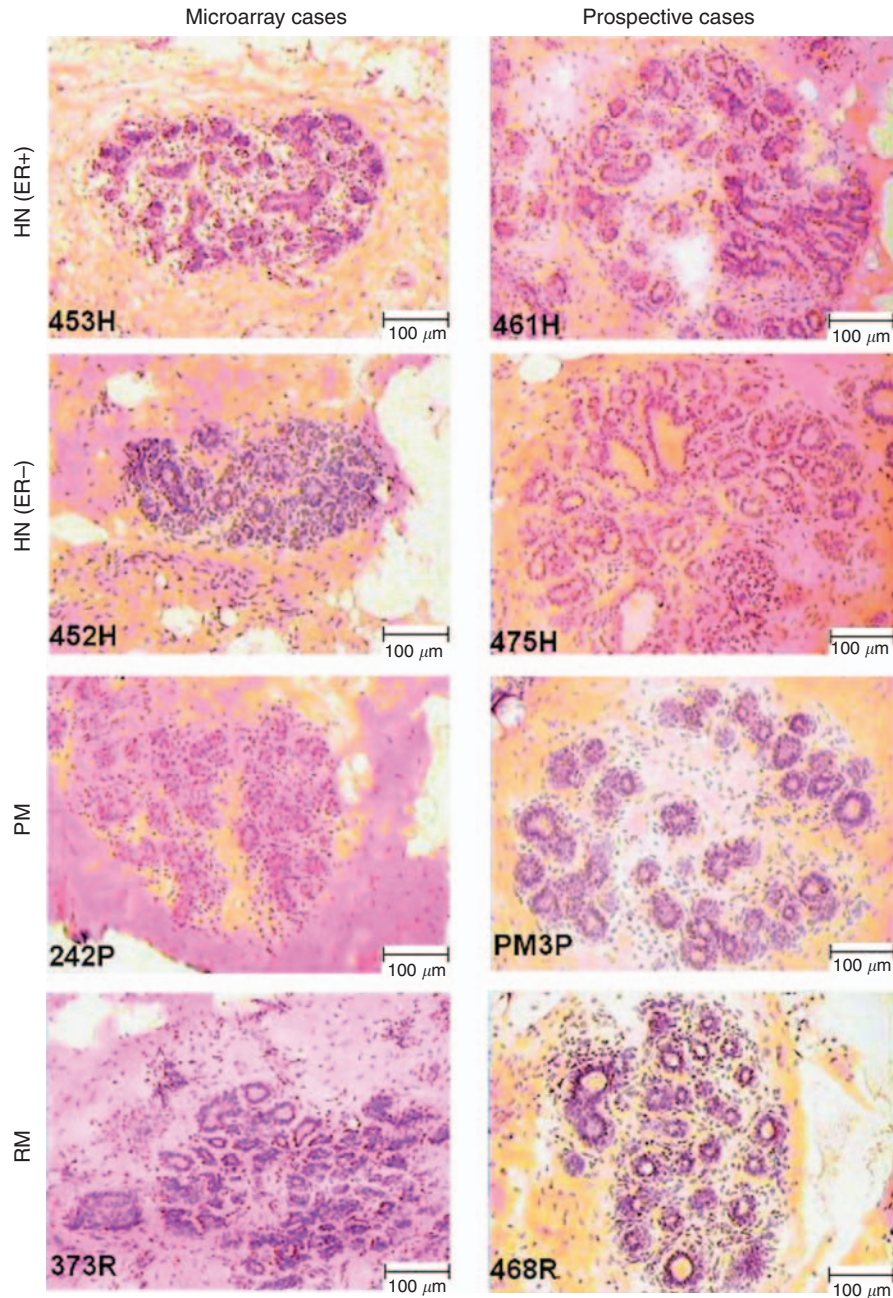 Microarray cases
Prospective cases
HN (ER+)
453H
100 μm
461H
100 μm
HN (ER−)
452H
100 μm
475H
100 μm
PM
242P
100 μm
PM3P
100 μm
RM
373R
100 μm
468R
100 μm